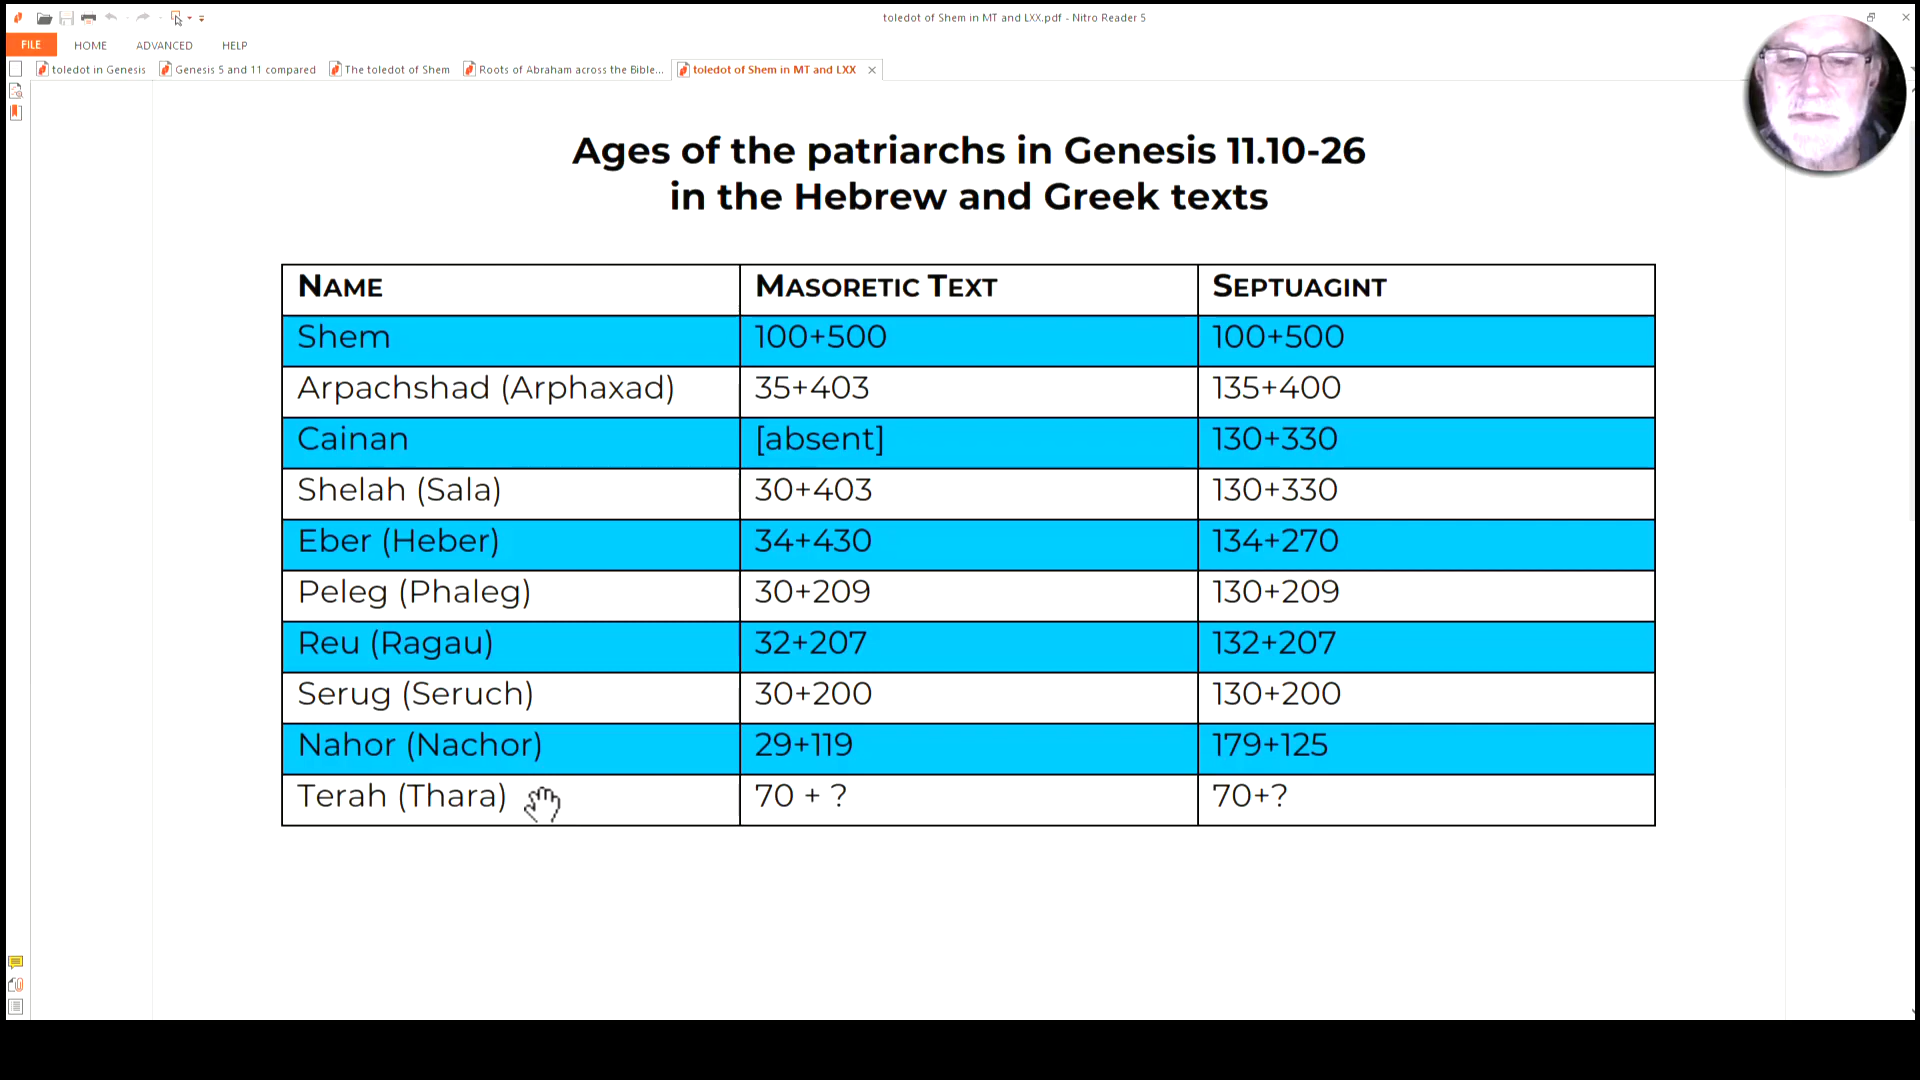 toledot of Shem in MT and LXX.pdf - Nitro Reader 5
FILE HOME ADVANCED HELP
toledot in Genesis Genesis 5 and 11 compared The toledot of Shem Roots of Abraham across the Bible... toledot of Shem in MT and LXX
Ages of the patriarchs in Genesis 11.10-26
in the Hebrew and Greek texts
NAME MASORETIC TEXT SEPTUAGINT
Shem 100+500 100+500
Arpachshad (Arphaxad) 35+403 135+400
Cainan [absent] 130+330
Shelah (Sala) 30+403 130+330
Eber (Heber) 34+430 134+270
Peleg (Phaleg) 30+209 130+209
Reu (Ragau) 32+207 132+207
Serug (Seruch) 30+200 130+200
Nahor (Nachor) 29+119 179+125
Terah (Thara) 70 + ? 70+?